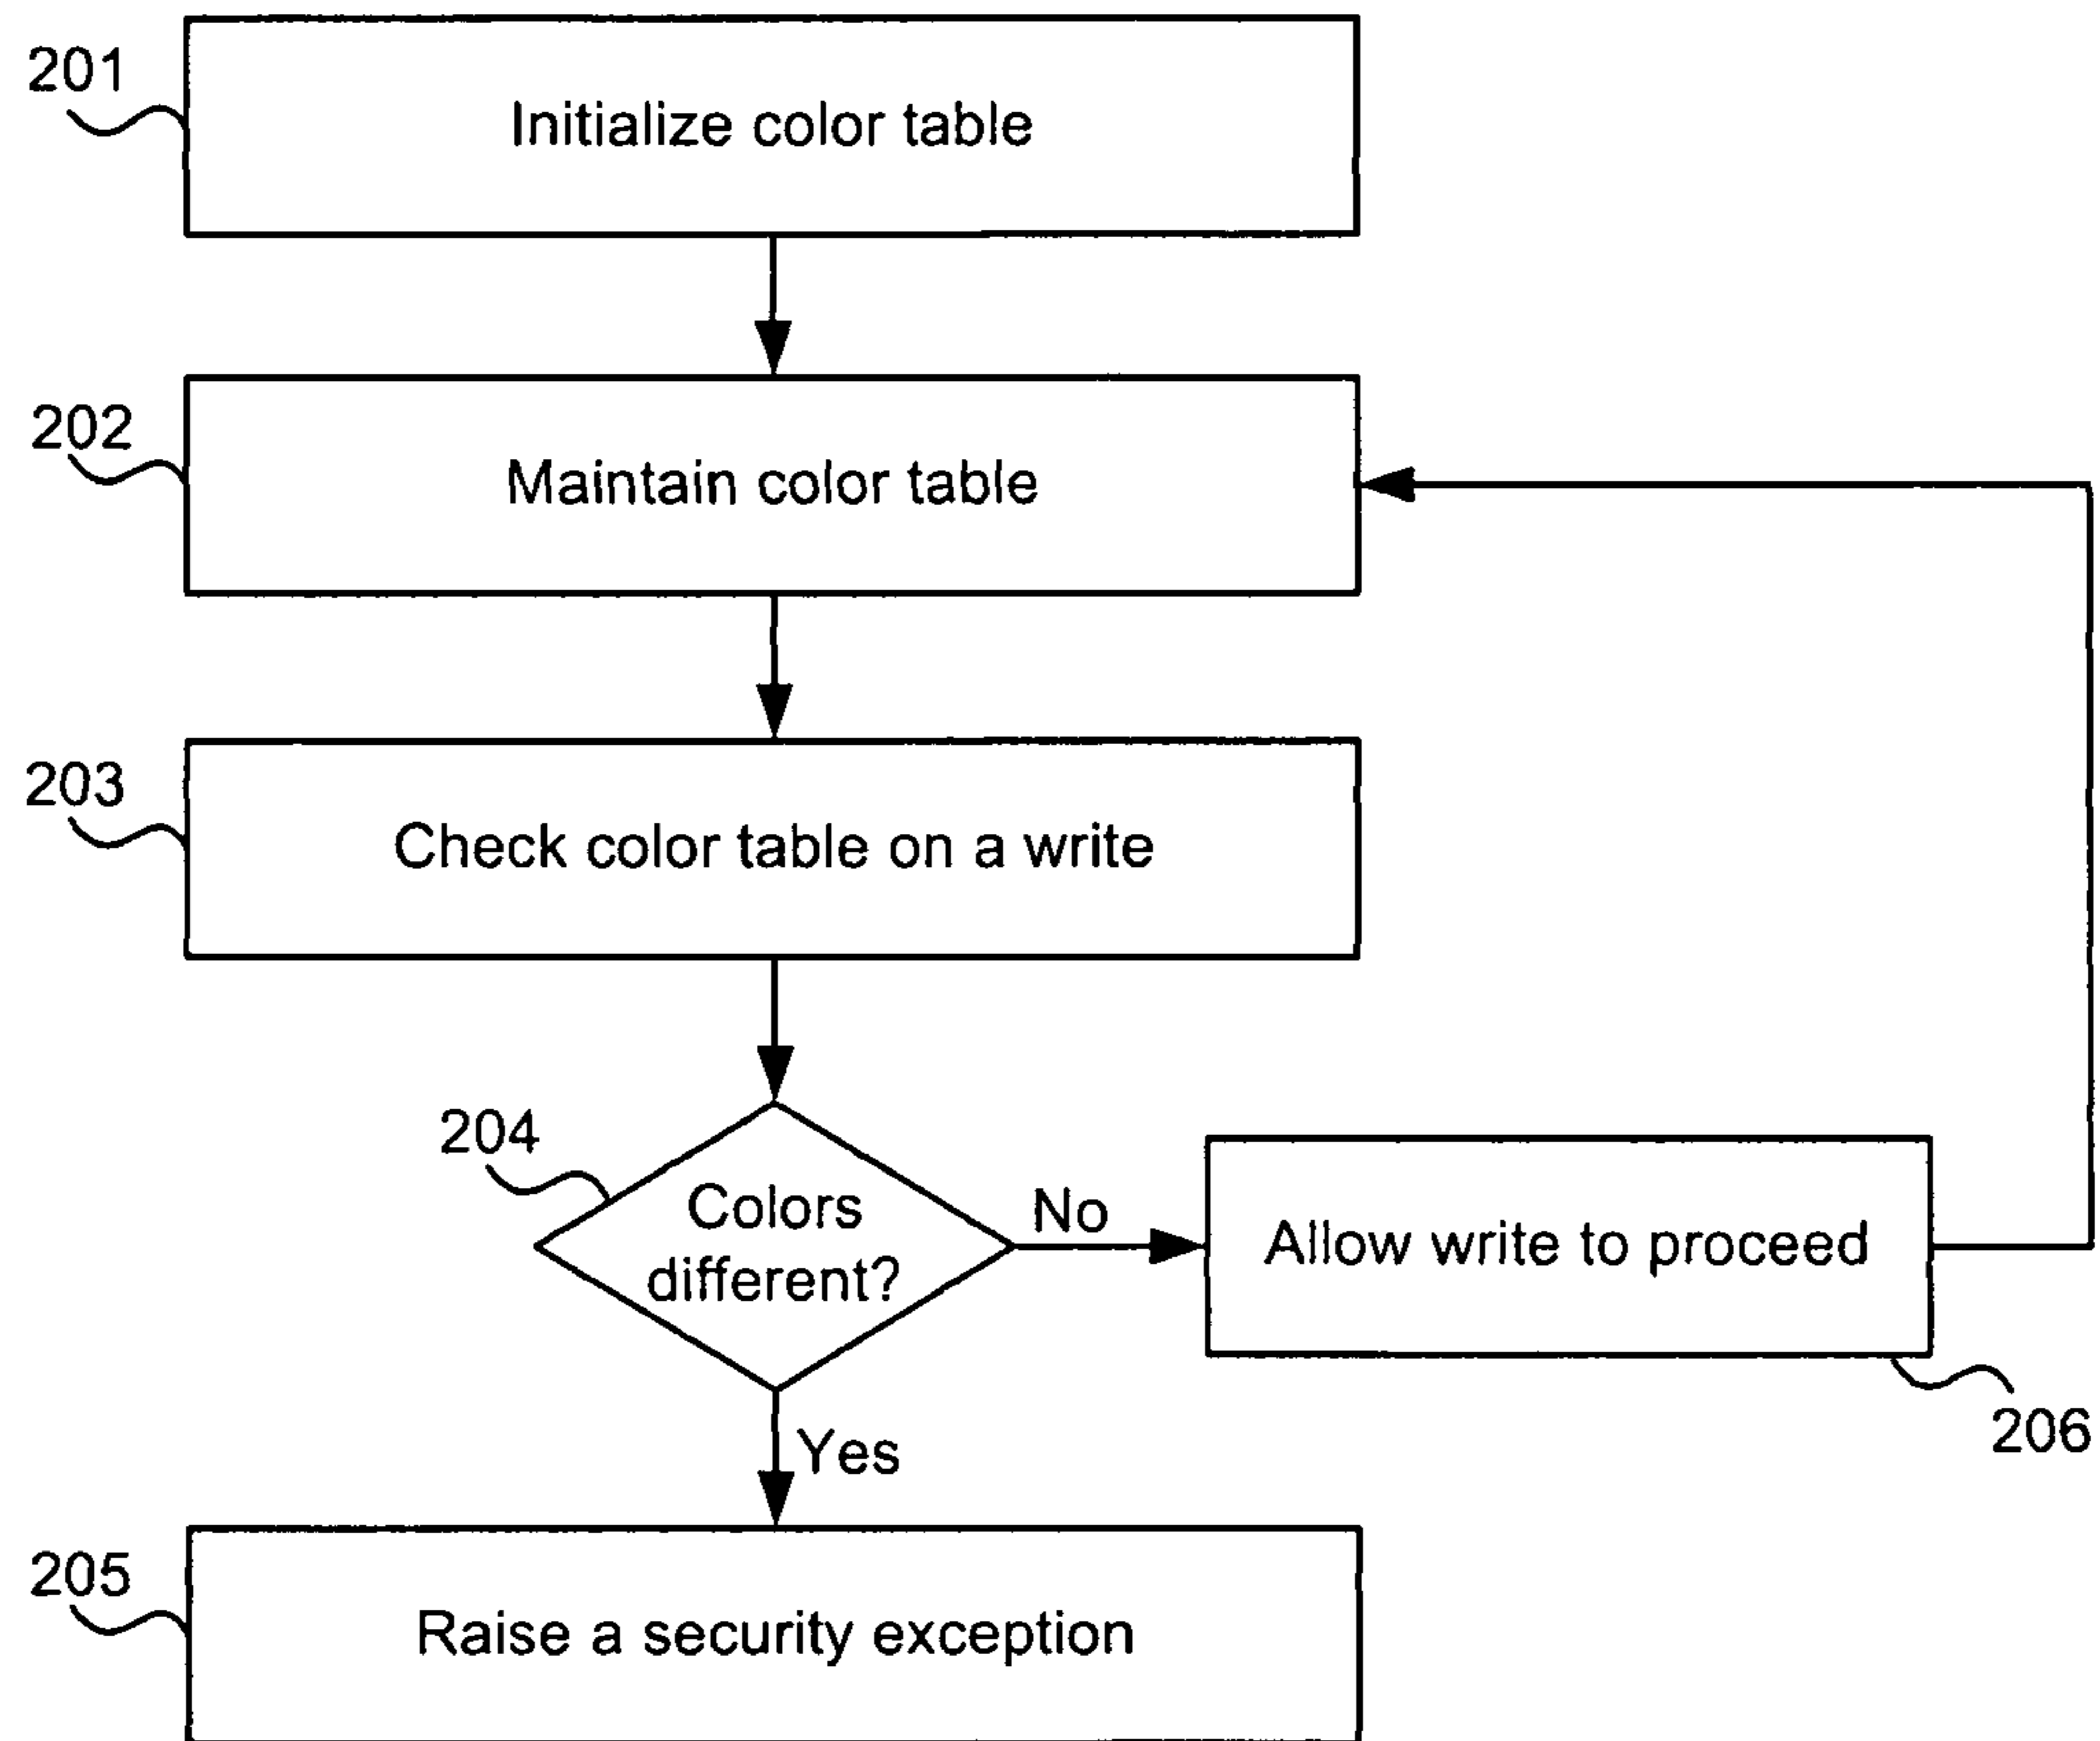 201
Initialize color table
202
Maintain color table
203
Check color table on a write
204
Colors
different?
No
Allow write to proceed
206
Yes
205
Raise a security exception